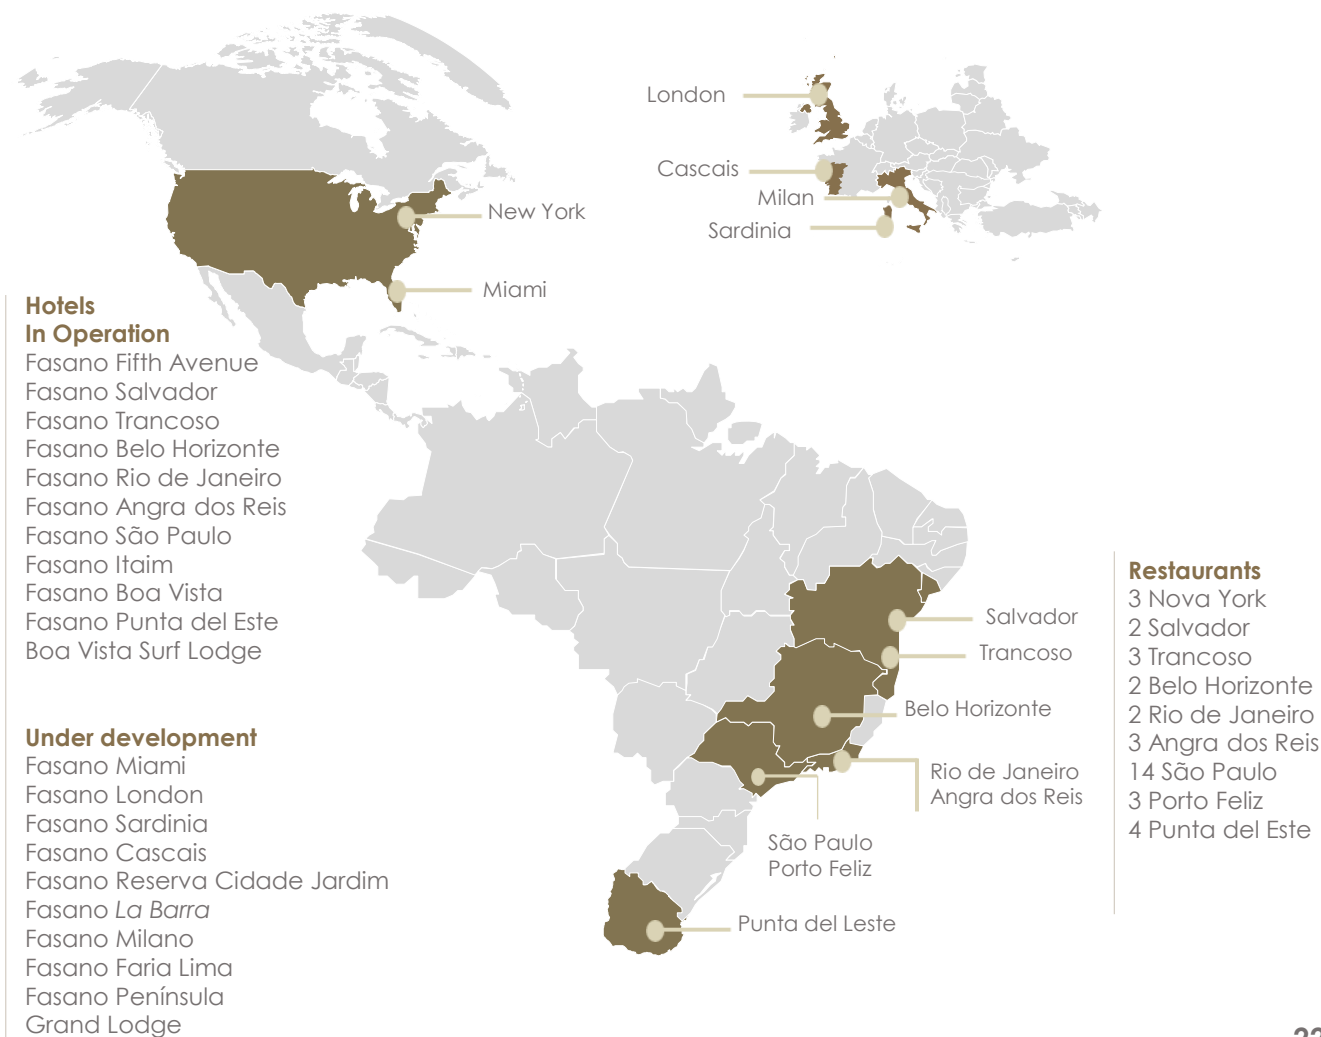 London
Cascais
Milan
Sardinia
New York
Miami
Hotels
In Operation
Fasano Fifth Avenue
Fasano Salvador
Fasano Trancoso
Fasano Belo Horizonte
Fasano Rio de Janeiro
Fasano Angra dos Reis
Fasano São Paulo
Fasano Itaim
Fasano Boa Vista
Fasano Punta del Este
Boa Vista Surf Lodge
Under development
Fasano Miami
Fasano London
Fasano Sardinia
Fasano Cascais
Fasano Reserva Cidade Jardim
Fasano La Barra
Fasano Milano
Fasano Faria Lima
Fasano Península
Grand Lodge
Salvador
Trancoso
Belo Horizonte
Rio de Janeiro
Angra dos Reis
São Paulo
Porto Feliz
Punta del Leste
Restaurants
3 Nova York
2 Salvador
3 Trancoso
2 Belo Horizonte
2 Rio de Janeiro
3 Angra dos Reis
14 São Paulo
3 Porto Feliz
4 Punta del Este